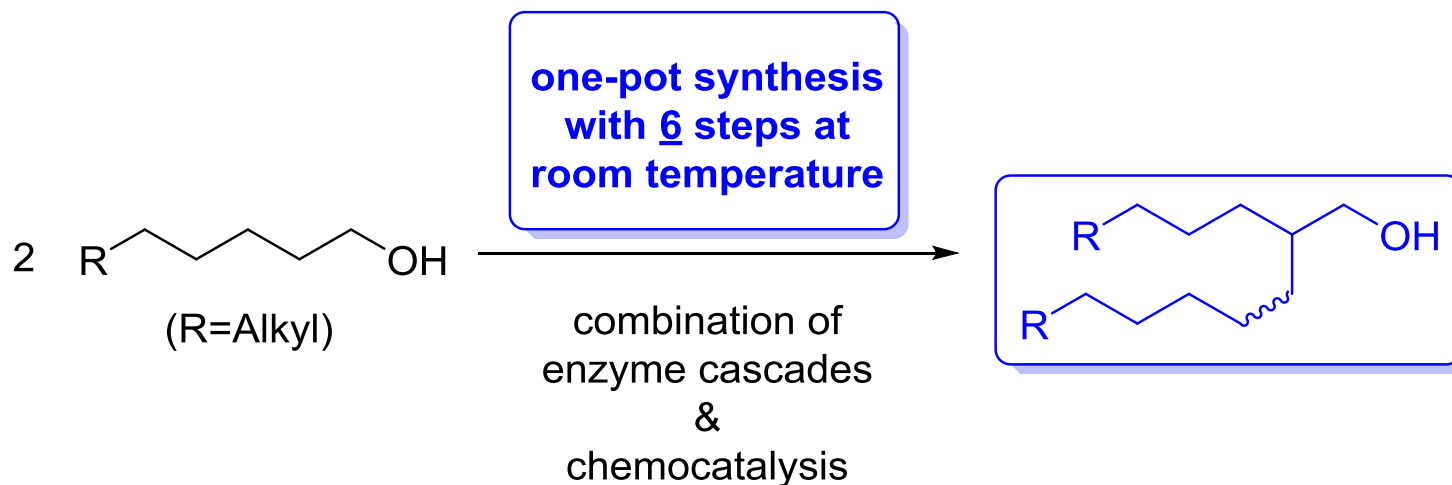 one-pot synthesis
with 6 steps at
room temperature
2 R OH
(R=Alkyl)
combination of
enzyme cascades
&
chemocatalysis
R OH
R